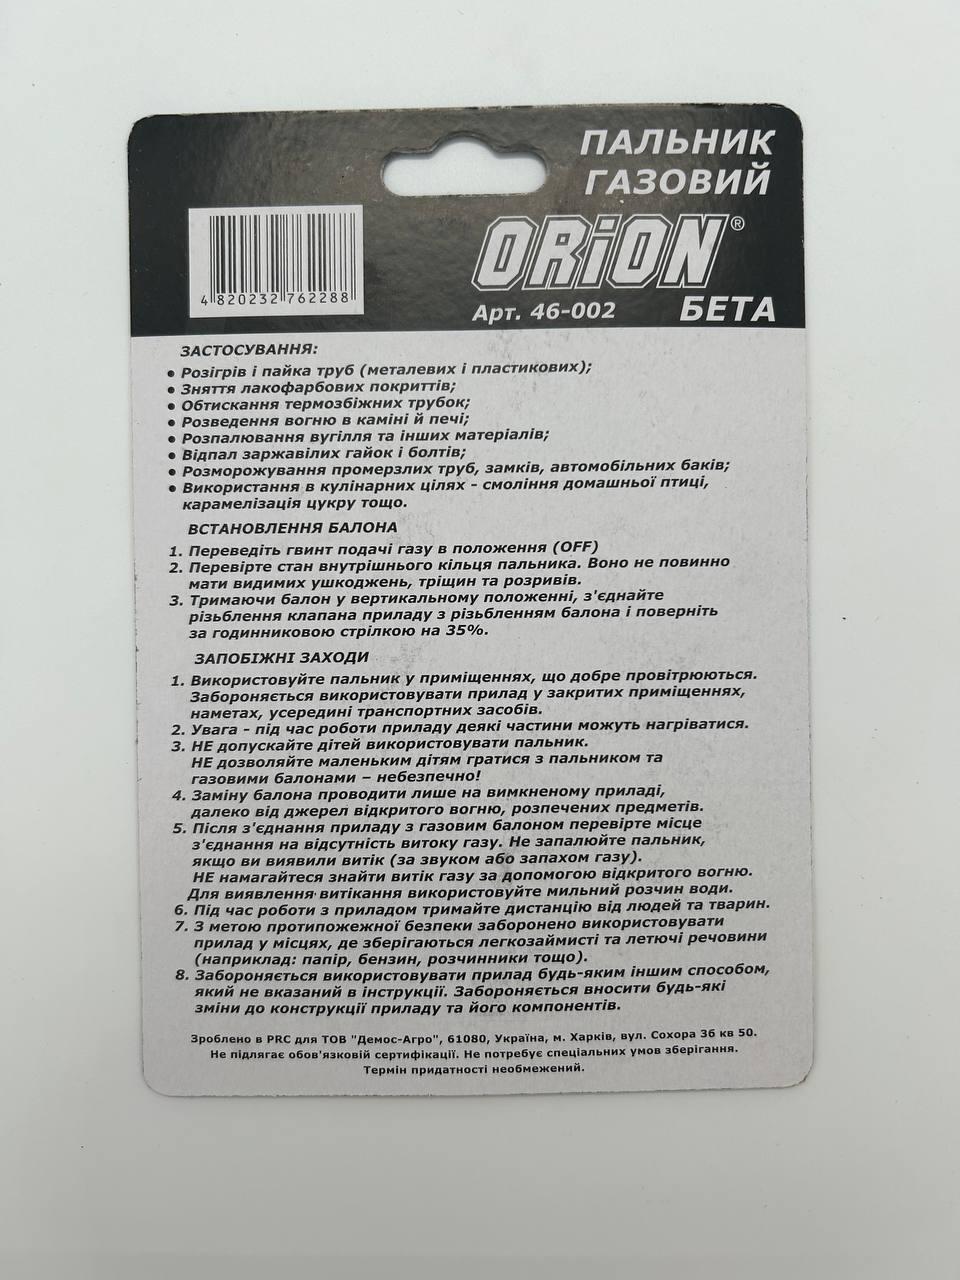 ПАЛЬНИК
ГАЗОВИЙ
ORiON®
Арт. 46-002 БЕТА
4 820232 762288
ЗАСТОСУВАННЯ:
• Розігрів і пайка труб (металевих і пластикових);
• Зняття лакофарбових покриттів;
• Обтискання термозбіжних трубок;
• Розведення вогню в каміні й печі;
• Розпалювання вугілля та інших матеріалів;
• Відпал заржавілих гайок і болтів;
• Розморожування промерзлих труб, замків, автомобільних баків;
• Використання в кулінарних цілях - смоління домашньої птиці,
карамелізація цукру тощо.
ВСТАНОВЛЕННЯ БАЛОНА
1. Переведіть гвинт подачі газу в положення (OFF)
2. Перевірте стан внутрішнього кільця пальника. Воно не повинно
мати видимих ушкоджень, тріщин та розривів.
3. Тримаючи балон у вертикальному положенні, з'єднайте
різьблення клапана приладу з різьбленням балона і поверніть
за годинниковою стрілкою на 35%.
ЗАПОБІЖНІ ЗАХОДИ
1. Використовуйте пальник у приміщеннях, що добре провітрюються.
Забороняється використовувати прилад у закритих приміщеннях,
наметах, усередині транспортних засобів.
2. Увага - під час роботи приладу деякі частини можуть нагріватися.
3. НЕ допускайте дітей використовувати пальник.
НЕ дозволяйте маленьким дітям гратися з пальником та
газовими балонами – небезпечно!
4. Заміну балона проводити лише на вимкненому приладі,
далеко від джерел відкритого вогню, розпечених предметів.
5. Після з'єднання приладу з газовим балоном перевірте місце
з'єднання на відсутність витоку газу. Не запалюйте пальник,
якщо ви виявили витік (за звуком або запахом газу).
НЕ намагайтеся знайти витік газу за допомогою відкритого вогню.
Для виявлення витікання використовуйте мильний розчин води.
6. Під час роботи з приладом тримайте дистанцію від людей та тварин.
7. З метою протипожежної безпеки заборонено використовувати
прилад у місцях, де зберігаються легкозаймисті та летючі речовини
(наприклад: папір, бензин, розчинники тощо).
8. Забороняється використовувати прилад будь-яким іншим способом,
який не вказаний в інструкції. Забороняється вносити будь-які
зміни до конструкції приладу та його компонентів.
Зроблено в PRC для ТОВ "Демос-Агро", 61080, Україна, м. Харків, вул. Сохора 3б кв 50.
Не підлягає обов'язковій сертифікації. Не потребує спеціальних умов зберігання.
Термін придатності необмежений.